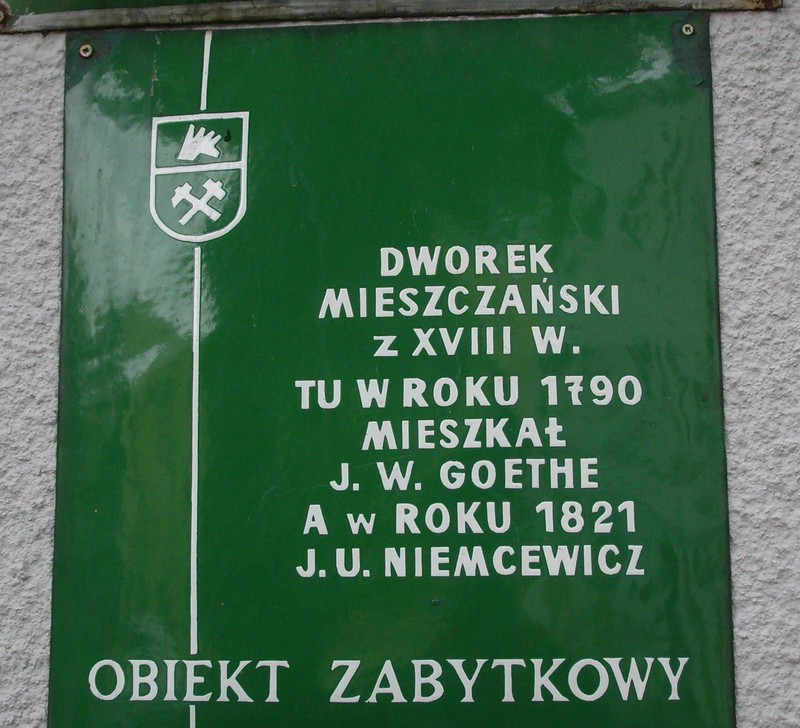 DWOREK
MIESZCZAŃSKI
z XVIII W.
TU W ROKU 1790
MIESZKAŁ
J. W. GOETHE
A w ROKU 1821
J. U. NIEMCEWICZ
OBIEKT ZABYTKOWY